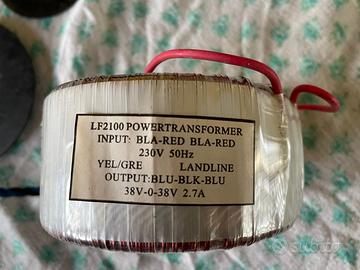 LF2100 POWERTRANSFORMER
INPUT: BLA-RED BLA-RED
230V 50Hz
YEL/GRE LANDLINE
OUTPUT:BLU-BLK-BLU
38V-0-38V 2.7A
subito